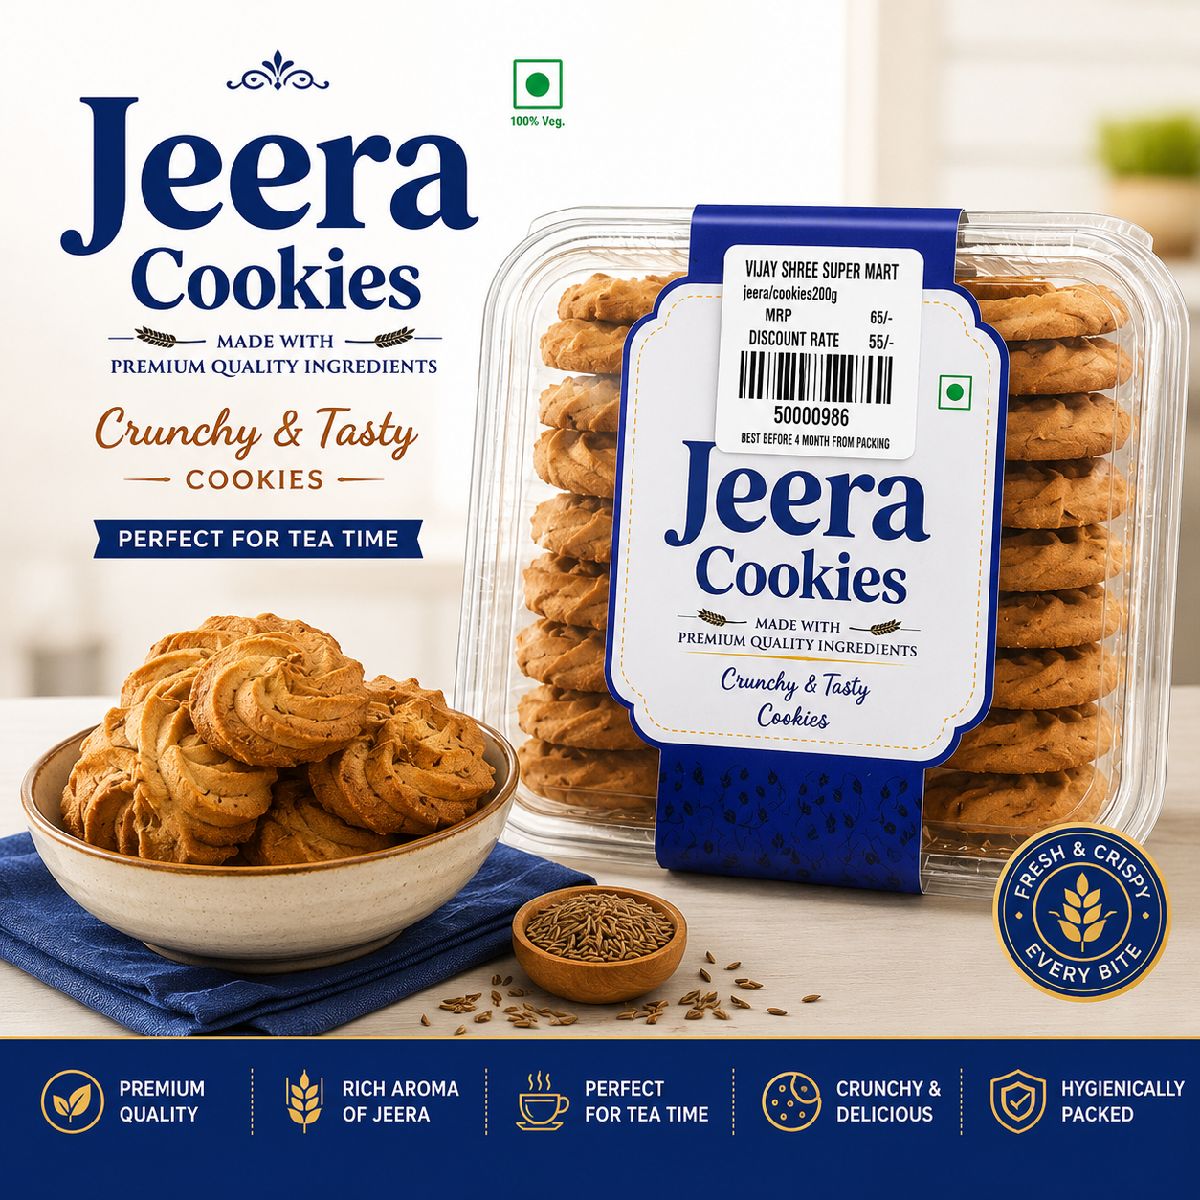 Jeera
Cookies
MADE WITH
PREMIUM QUALITY INGREDIENTS
Crunchy & Tasty
COOKIES
PERFECT FOR TEA TIME
100% Veg.
VIJAY SHREE SUPER MART
jeera/cookies200g
MRP 65/-
DISCOUNT RATE 55/-
50000986
BEST BEFORE 4 MONTH FROM PACKING
Jeera
Cookies
MADE WITH
PREMIUM QUALITY INGREDIENTS
Crunchy & Tasty
Cookies
FRESH & CRISPY
EVERY BITE
PREMIUM
QUALITY
RICH AROMA
OF JEERA
PERFECT
FOR TEA TIME
CRUNCHY &
DELICIOUS
HYGIENICALLY
PACKED